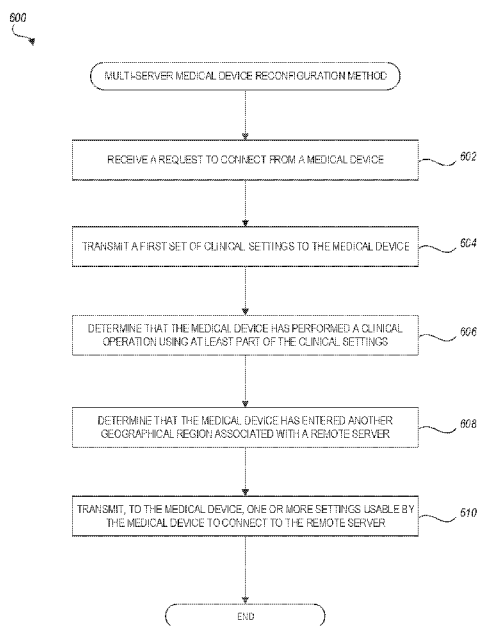 600
MULTI-SERVER MEDICAL DEVICE RECONFIGURATION METHOD
RECEIVE A REQUEST TO CONNECT FROM A MEDICAL DEVICE
602
TRANSMIT A FIRST SET OF CLINICAL SETTINGS TO THE MEDICAL DEVICE
604
DETERMINE THAT THE MEDICAL DEVICE HAS PERFORMED A CLINICAL
OPERATION USING AT LEAST PART OF THE CLINICAL SETTINGS
606
DETERMINE THAT THE MEDICAL DEVICE HAS ENTERED ANOTHER
GEOGRAPHICAL REGION ASSOCIATED WITH A REMOTE SERVER
608
TRANSMIT, TO THE MEDICAL DEVICE, ONE OR MORE SETTINGS USABLE BY
THE MEDICAL DEVICE TO CONNECT TO THE REMOTE SERVER
610
END